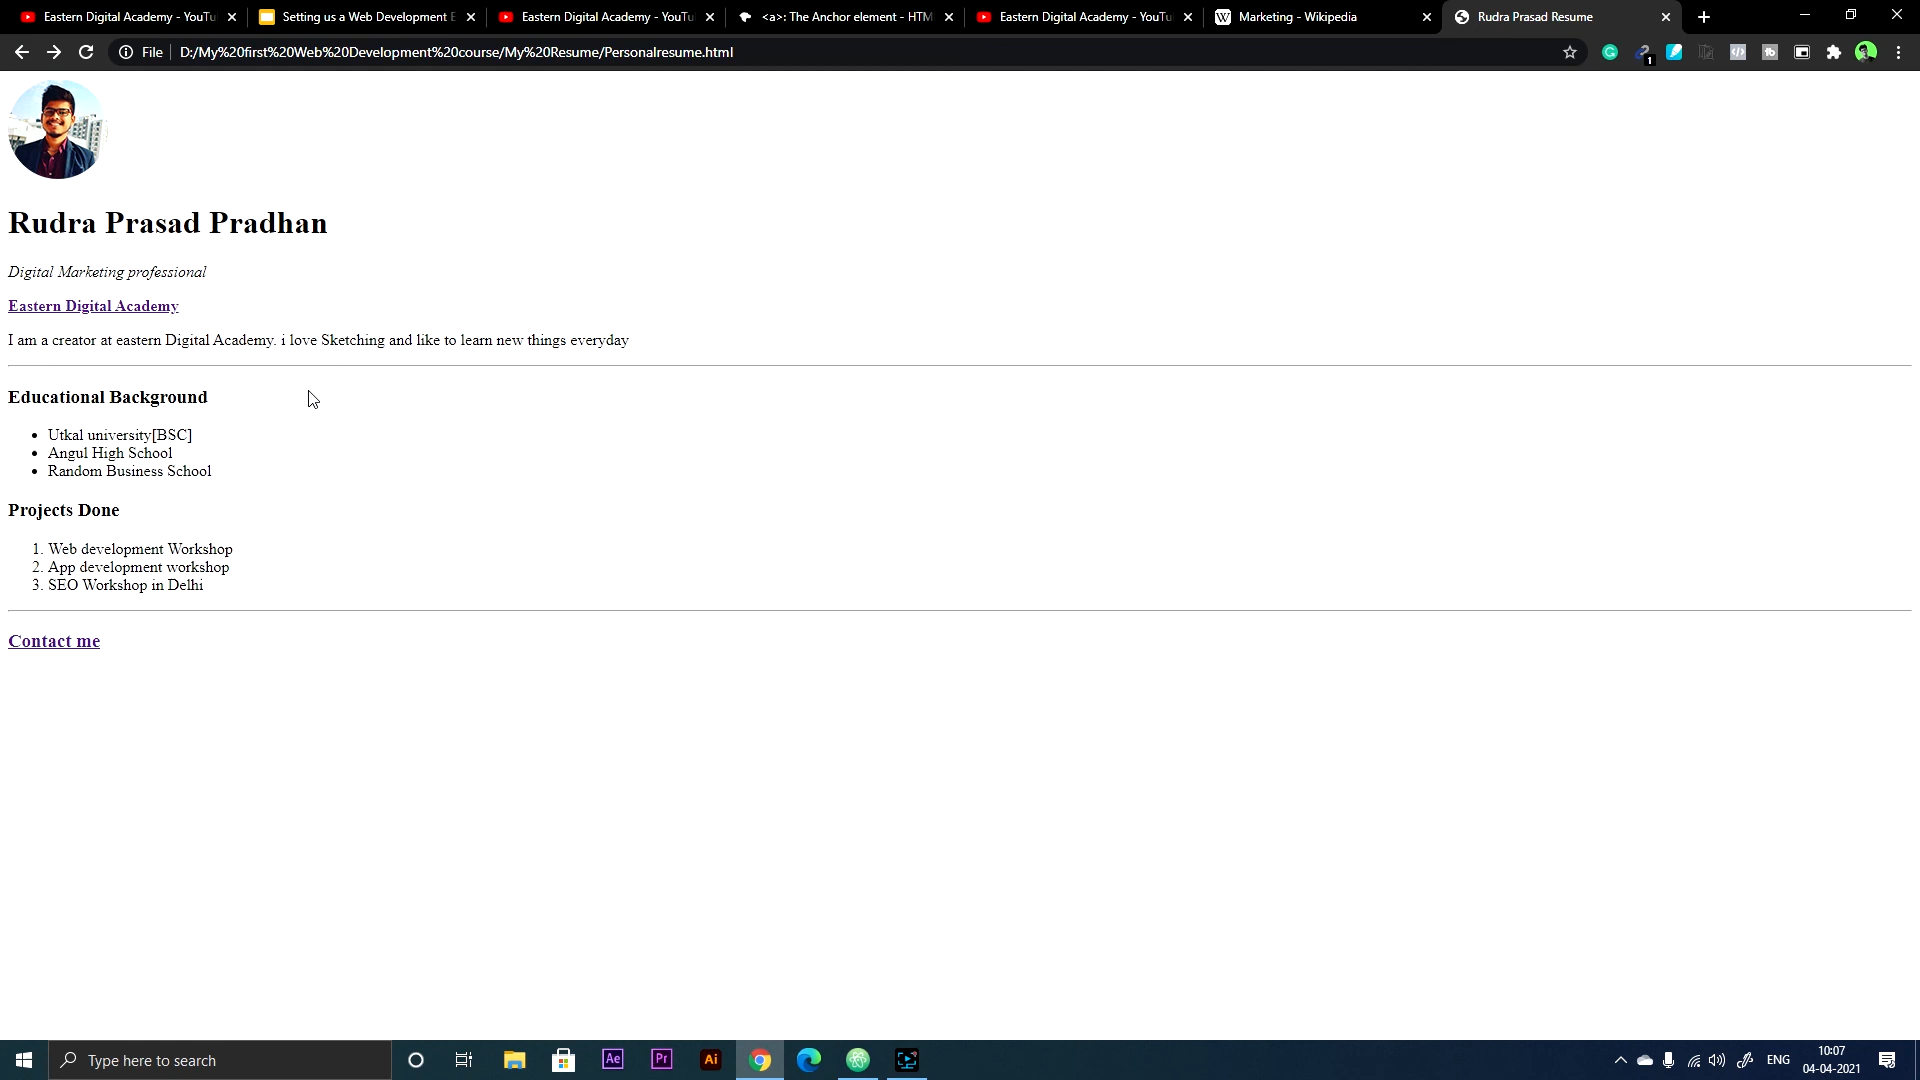 Eastern Digital Academy - YouTu
Setting us a Web Development E
Eastern Digital Academy - YouTu
<a>: The Anchor element - HTM
Eastern Digital Academy - YouTu
Marketing - Wikipedia
Rudra Prasad Resume
File
D:/My%20first%20Web%20Development%20course/My%20Resume/Personalresume.html
1
Rudra Prasad Pradhan
Digital Marketing professional
Eastern Digital Academy
I am a creator at eastern Digital Academy. i love Sketching and like to learn new things everyday
Educational Background
Utkal university[BSC]
Angul High School
Random Business School
Projects Done
1. Web development Workshop
2. App development workshop
3. SEO Workshop in Delhi
Contact me
Type here to search
Ae
Pr
Ai
ENG
10:07
04-04-2021